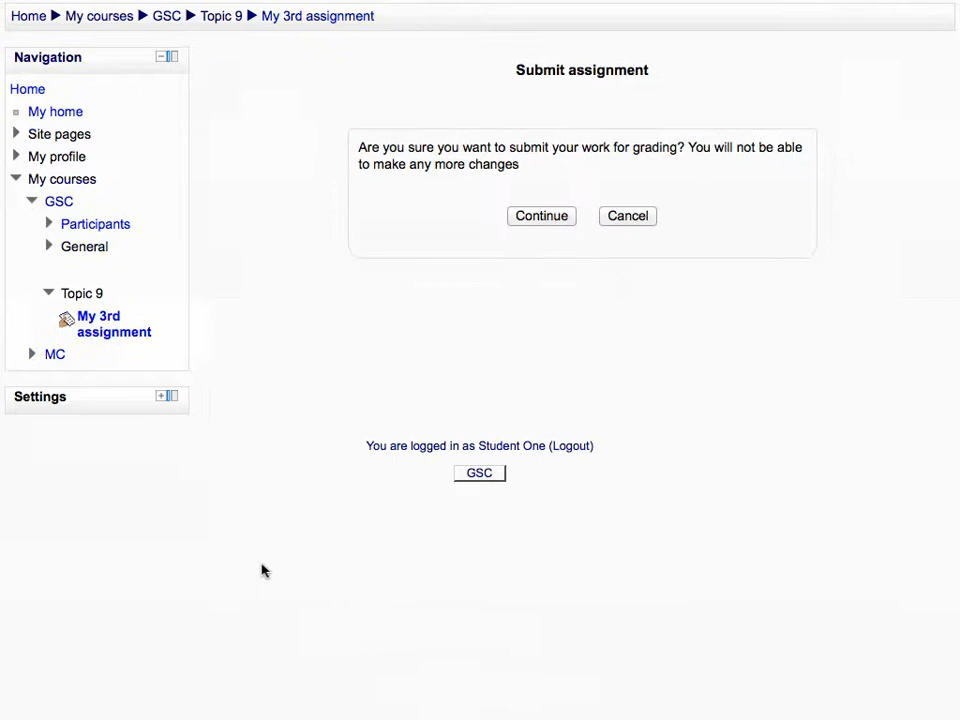 Home ▶ My courses ▶ GSC ▶ Topic 9 ▶ My 3rd assignment
Navigation
Home
My home
Site pages
My profile
My courses
GSC
Participants
General
Topic 9
My 3rd
assignment
MC
Settings
Submit assignment
Are you sure you want to submit your work for grading? You will not be able
to make any more changes
Continue Cancel
You are logged in as Student One (Logout)
GSC